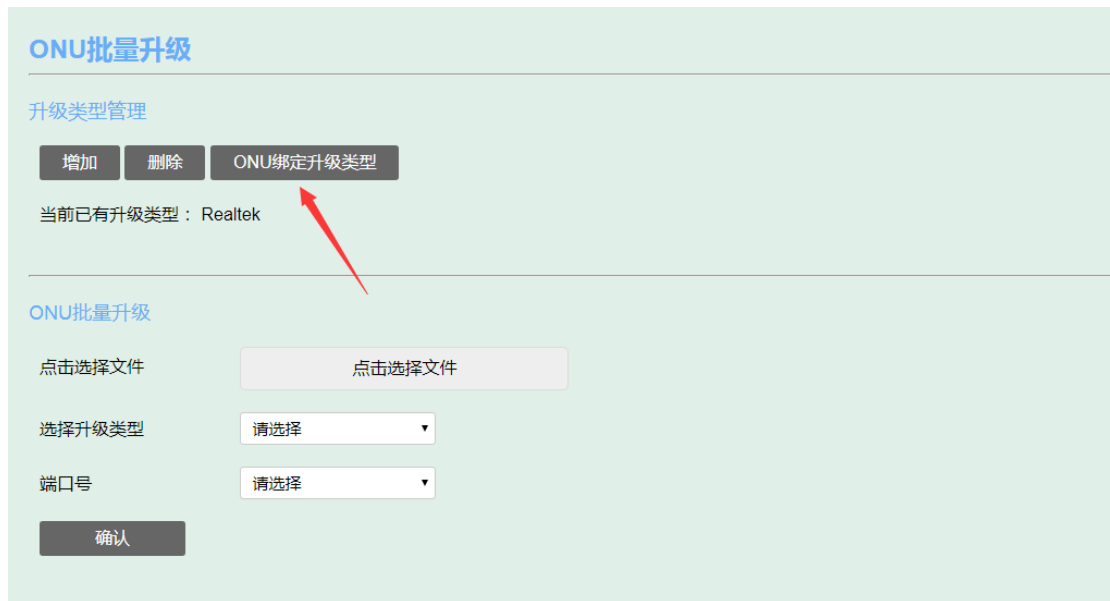 ONU批量升级
升级类型管理
增加 删除 ONU绑定升级类型
当前已有升级类型： Realtek
ONU批量升级
点击选择文件 点击选择文件
选择升级类型 请选择
端口号 请选择
确认